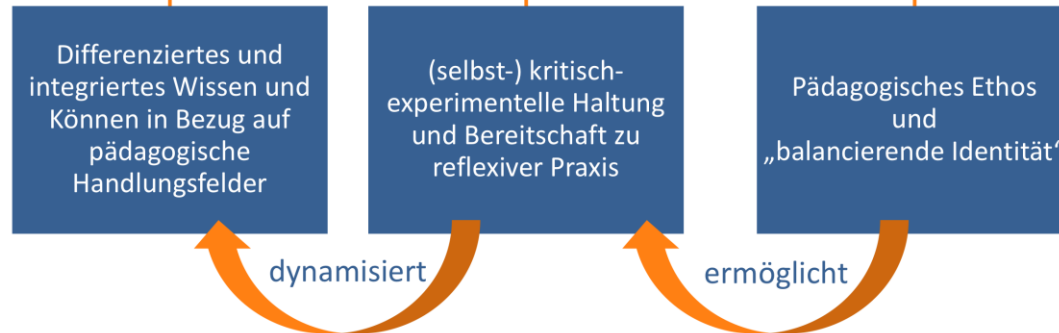 Differenziertes und
integriertes Wissen und
Können in Bezug auf
pädagogische
Handlungsfelder
(selbst-) kritisch-
experimentelle Haltung
und Bereitschaft zu
reflexiver Praxis
Pädagogisches Ethos
und
„balancierende Identität“
dynamisiert
ermöglicht